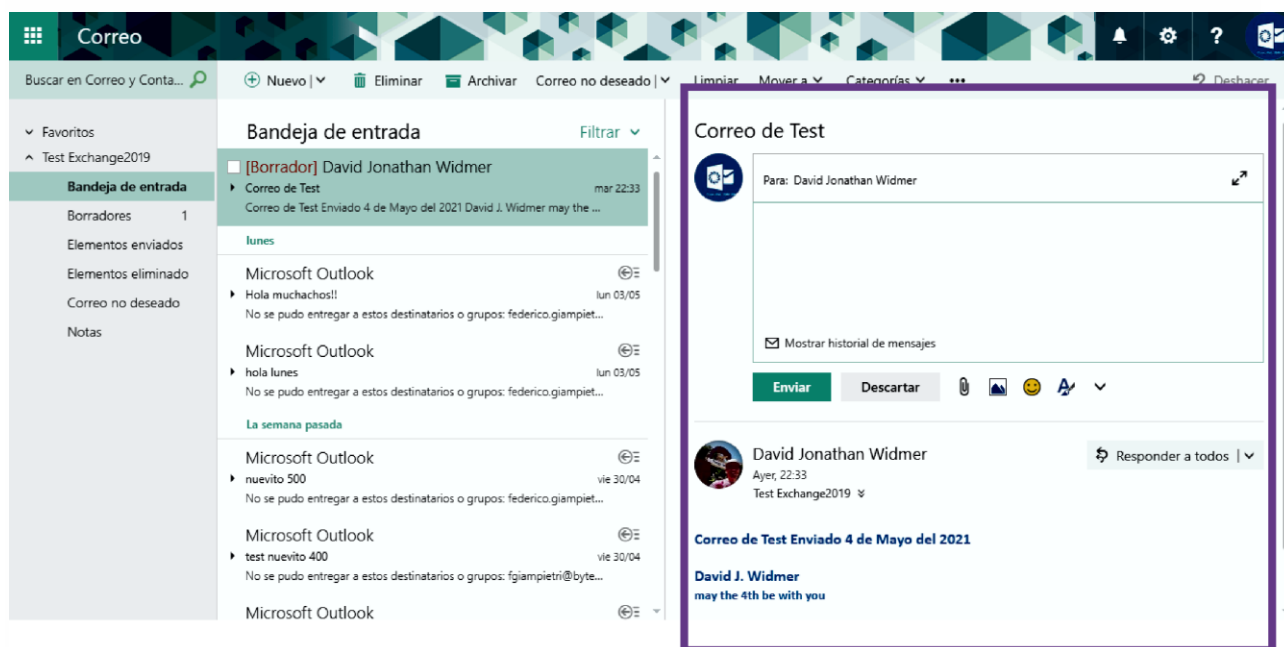 Correo
?
Buscar en Correo y Conta...
Nuevo | Eliminar Archivar Correo no deseado | Limpiar Mover a Categorías ••• Deshacer
Favoritos
Test Exchange2019
Bandeja de entrada
Borradores 1
Elementos enviados
Elementos eliminado
Correo no deseado
Notas
Bandeja de entrada Filtrar
[Borrador] David Jonathan Widmer
Correo de Test mar 22:33
Correo de Test Enviado 4 de Mayo del 2021 David J. Widmer may the ...
lunes
Microsoft Outlook
Hola muchachos!! lun 03/05
No se pudo entregar a estos destinatarios o grupos: federico.giampiet...
Microsoft Outlook
hola lunes lun 03/05
No se pudo entregar a estos destinatarios o grupos: federico.giampiet...
La semana pasada
Microsoft Outlook
nuevito 500 vie 30/04
No se pudo entregar a estos destinatarios o grupos: federico.giampiet...
Microsoft Outlook
test nuevito 400 vie 30/04
No se pudo entregar a estos destinatarios o grupos: fgiampietri@byte...
Microsoft Outlook
Correo de Test
Para: David Jonathan Widmer
Mostrar historial de mensajes
Enviar Descartar
David Jonathan Widmer
Responder a todos |
Ayer, 22:33
Test Exchange2019
Correo de Test Enviado 4 de Mayo del 2021
David J. Widmer
may the 4th be with you